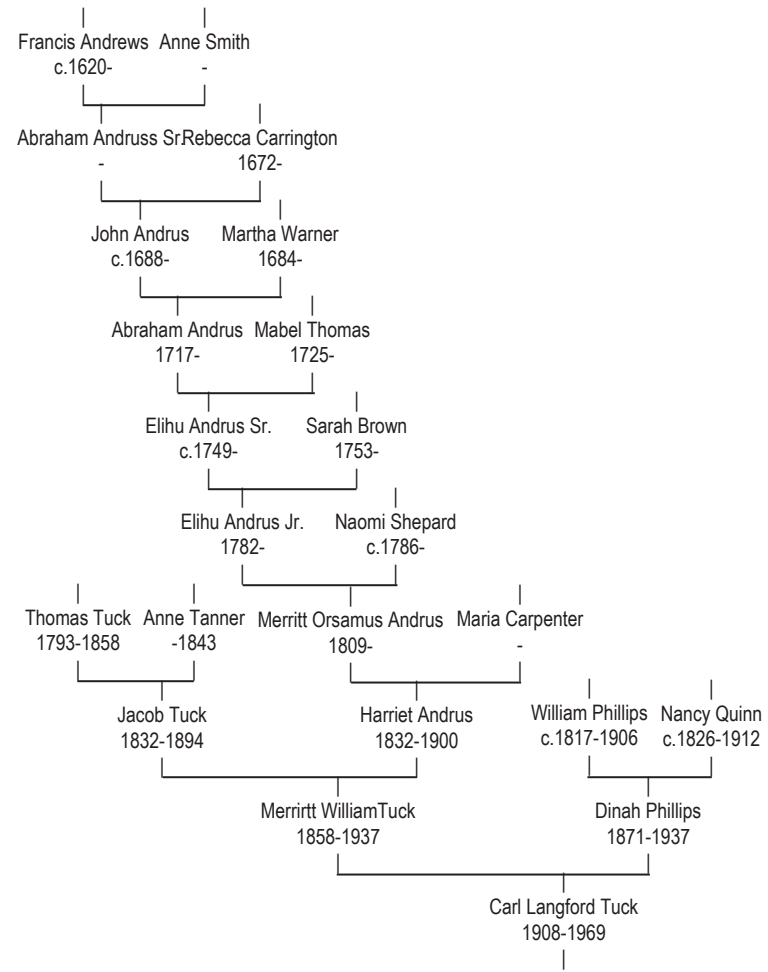 Francis Andrews Anne Smith
c.1620- -
Abraham Andruss Sr. Rebecca Carrington
- 1672-
John Andrus Martha Warner
c.1688- 1684-
Abraham Andrus Mabel Thomas
1717- 1725-
Elihu Andrus Sr. Sarah Brown
c.1749- 1753-
Elihu Andrus Jr. Naomi Shepard
1782- c.1786-
Thomas Tuck Anne Tanner Merritt Orsamus Andrus Maria Carpenter
1793-1858 -1843 1809- -
Jacob Tuck Harriet Andrus William Phillips Nancy Quinn
1832-1894 1832-1900 c.1817-1906 c.1826-1912
Merrirtt WilliamTuck Dinah Phillips
1858-1937 1871-1937
Carl Langford Tuck
1908-1969